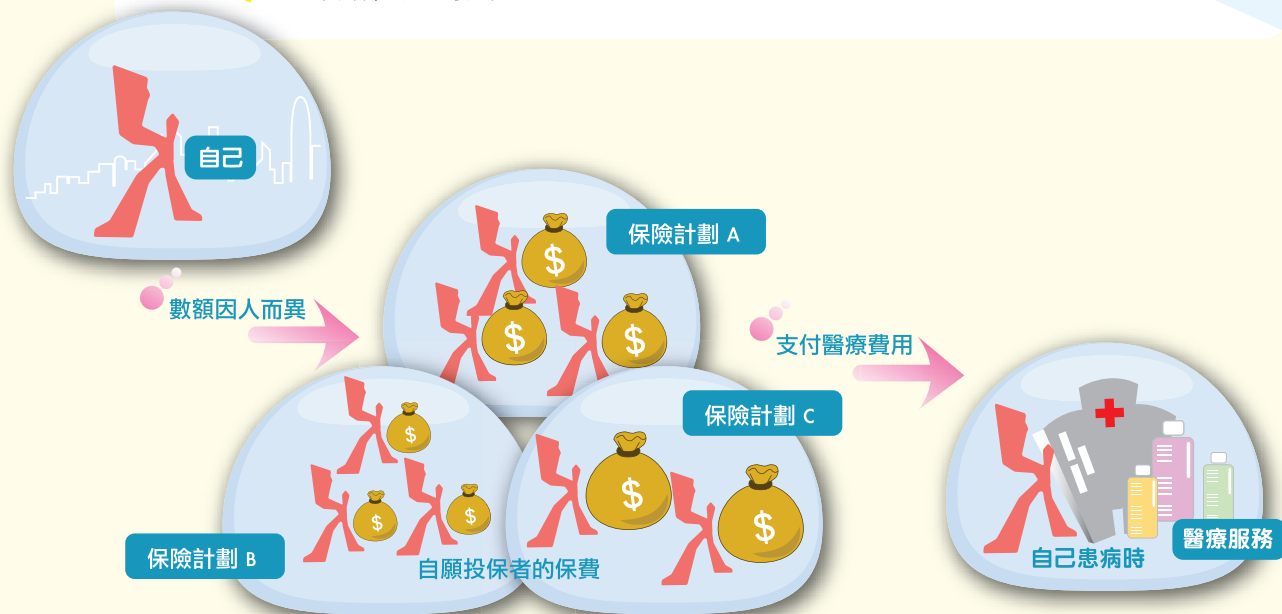 自己
保險計劃 A
數額因人而異
支付醫療費用
保險計劃 C
保險計劃 B
自願投保者的保費
自己患病時
醫療服務
$
$
$
$
$
$
$
$